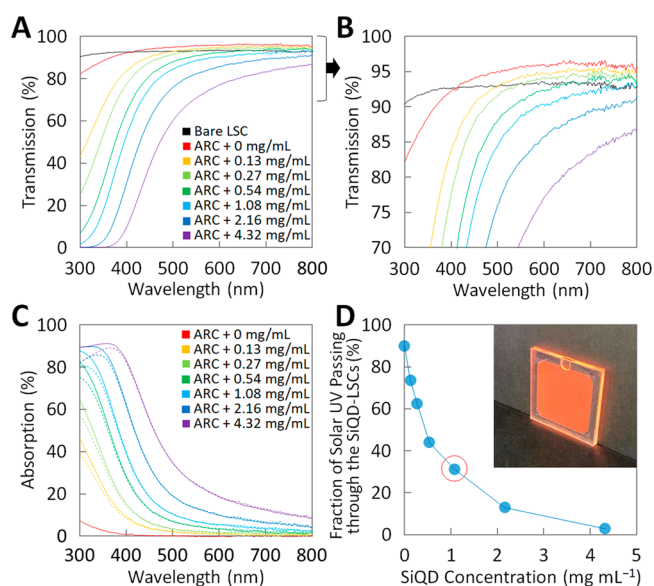 A
100
80
60
40
20
0
Transmission (%)
Bare LSC
ARC + 0 mg/mL
ARC + 0.13 mg/mL
ARC + 0.27 mg/mL
ARC + 0.54 mg/mL
ARC + 1.08 mg/mL
ARC + 2.16 mg/mL
ARC + 4.32 mg/mL
300 400 500 600 700 800
Wavelength (nm)
B
100
95
90
85
80
75
70
Transmission (%)
300 400 500 600 700 800
Wavelength (nm)
C
100
80
60
40
20
0
Absorption (%)
ARC + 0 mg/mL
ARC + 0.13 mg/mL
ARC + 0.27 mg/mL
ARC + 0.54 mg/mL
ARC + 1.08 mg/mL
ARC + 2.16 mg/mL
ARC + 4.32 mg/mL
300 400 500 600 700 800
Wavelength (nm)
D
100
80
60
40
20
0
Fraction of Solar UV Passing
through the SiQD-LSCs (%)
0 1 2 3 4 5
SiQD Concentration (mg mL⁻¹)